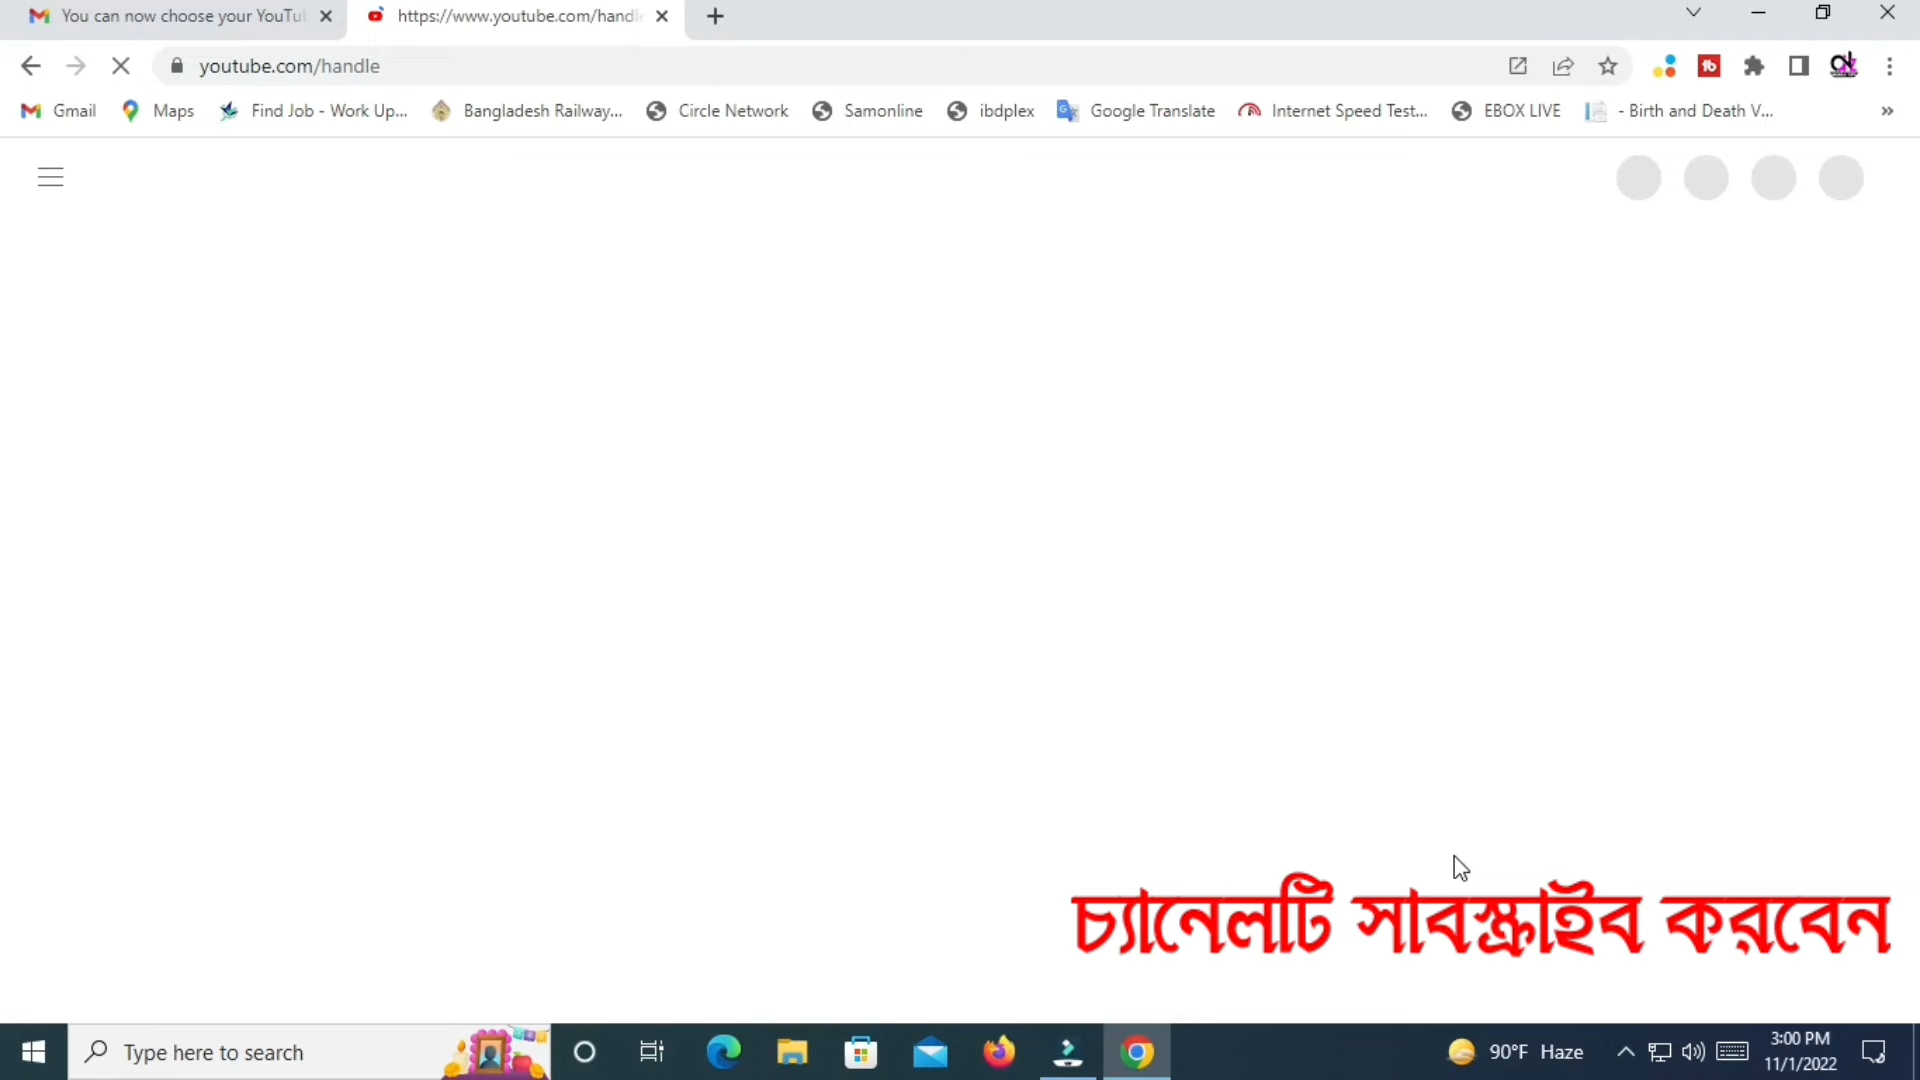 You can now choose your YouTu
https://www.youtube.com/handl
youtube.com/handle
Gmail Maps Find Job - Work Up... Bangladesh Railway... Circle Network Samonline ibdplex Google Translate Internet Speed Test... EBOX LIVE - Birth and Death V...
চ্যানেলটি সাবস্ক্রাইব করবেন
Type here to search
90°F Haze
3:00 PM
11/1/2022